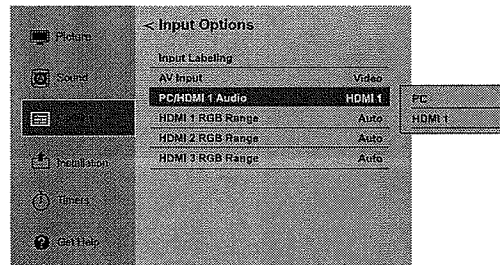 Picture
Sound
Installation
Timers
Get Help
< Input Options
Input Labeling
AV Input Video
PC/HDMI 1 Audio HDMI 1
HDMI 1 RGB Range Auto
HDMI 2 RGB Range Auto
HDMI 3 RGB Range Auto
PC
HDMI 1